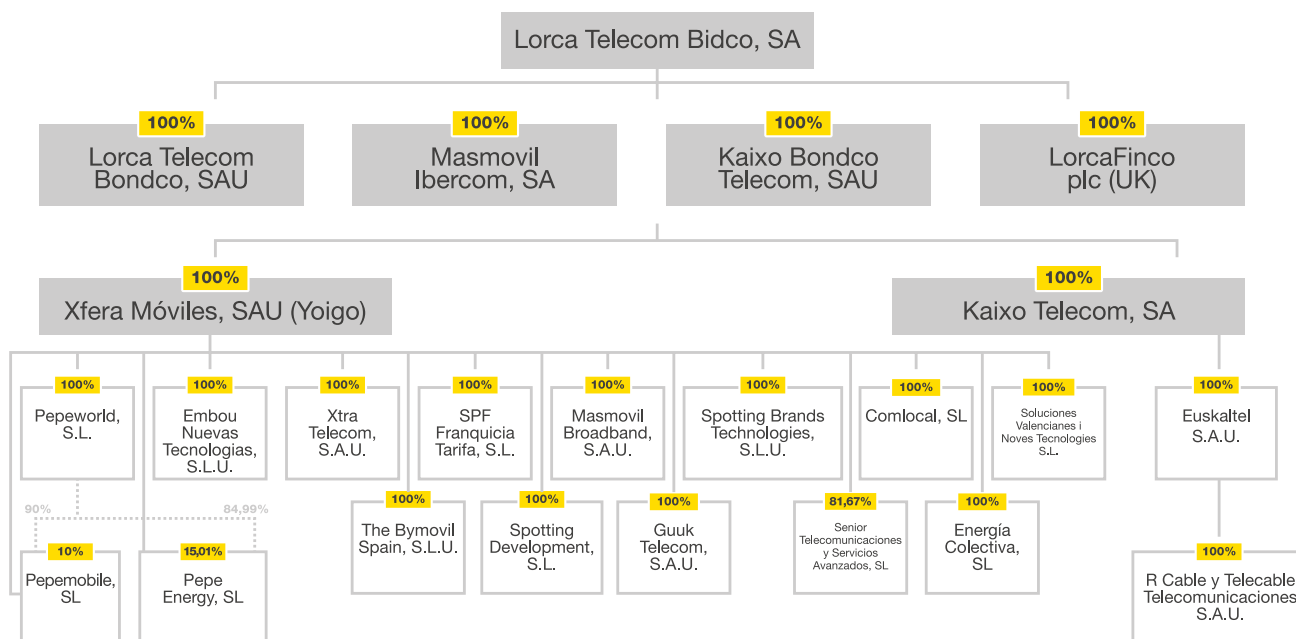 Lorca Telecom Bidco, SA
100%
Lorca Telecom
Bondco, SAU
100%
Masmovil
Ibercom, SA
100%
Kaixo Bondco
Telecom, SAU
100%
LorcaFinco
plc (UK)
100%
Xfera Móviles, SAU (Yoigo)
100%
Kaixo Telecom, SA
100%
Pepeworld,
S.L.
100%
Embou
Nuevas
Tecnologias,
S.L.U.
100%
Xtra
Telecom,
S.A.U.
100%
SPF
Franquicia
Tarifa, S.L.
100%
Masmovil
Broadband,
S.A.U.
100%
Spotting Brands
Technologies,
S.L.U.
100%
Comlocal, SL
100%
Soluciones
Valencianes i
Noves Tecnologies
S.L.
100%
Euskaltel
S.A.U.
90%
84,99%
100%
The Bymovil
Spain, S.L.U.
100%
Spotting
Development,
S.L.
100%
Guuk
Telecom,
S.A.U.
81,67%
Senior
Telecomunicaciones
y Servicios
Avanzados, SL
100%
Energía
Colectiva,
SL
10%
Pepemobile,
SL
15,01%
Pepe
Energy, SL
100%
R Cable y Telecable
Telecomunicaciones
S.A.U.